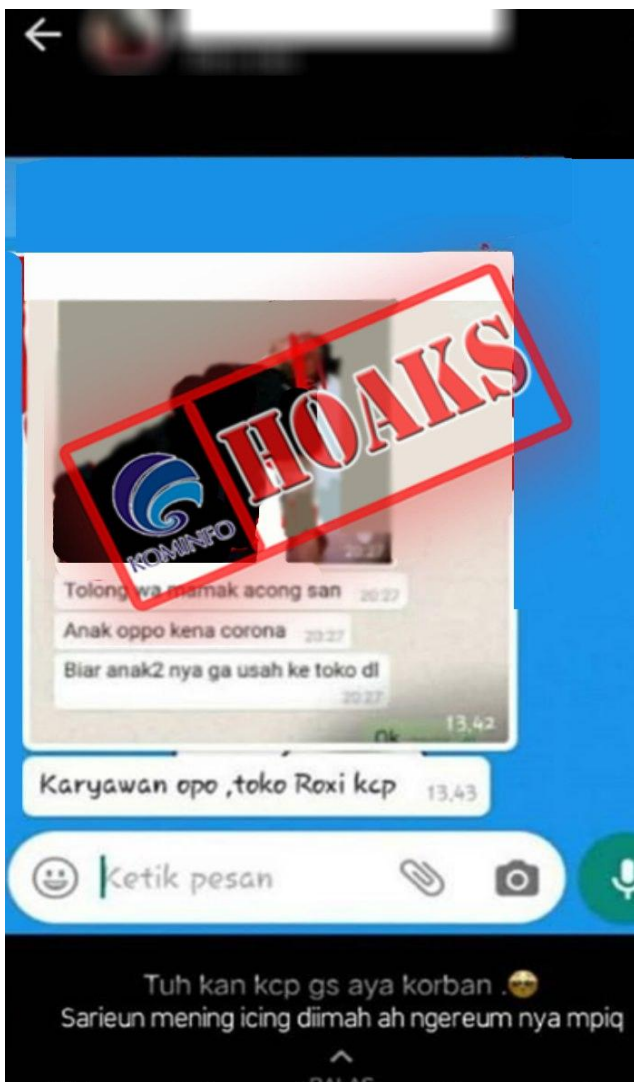 HOAKS
KOMINFO
20:27
Tolong wa mamak acong san 20:27
Anak oppo kena corona 20:27
Biar anak2 nya ga usah ke toko dl
20:27
Ok
13,42
Karyawan opo ,toko Roxi kcp 13,43
Ketik pesan
Tuh kan kcp gs aya korban .😎
Sarieun mening icing diimah ah ngereum nya mpiq